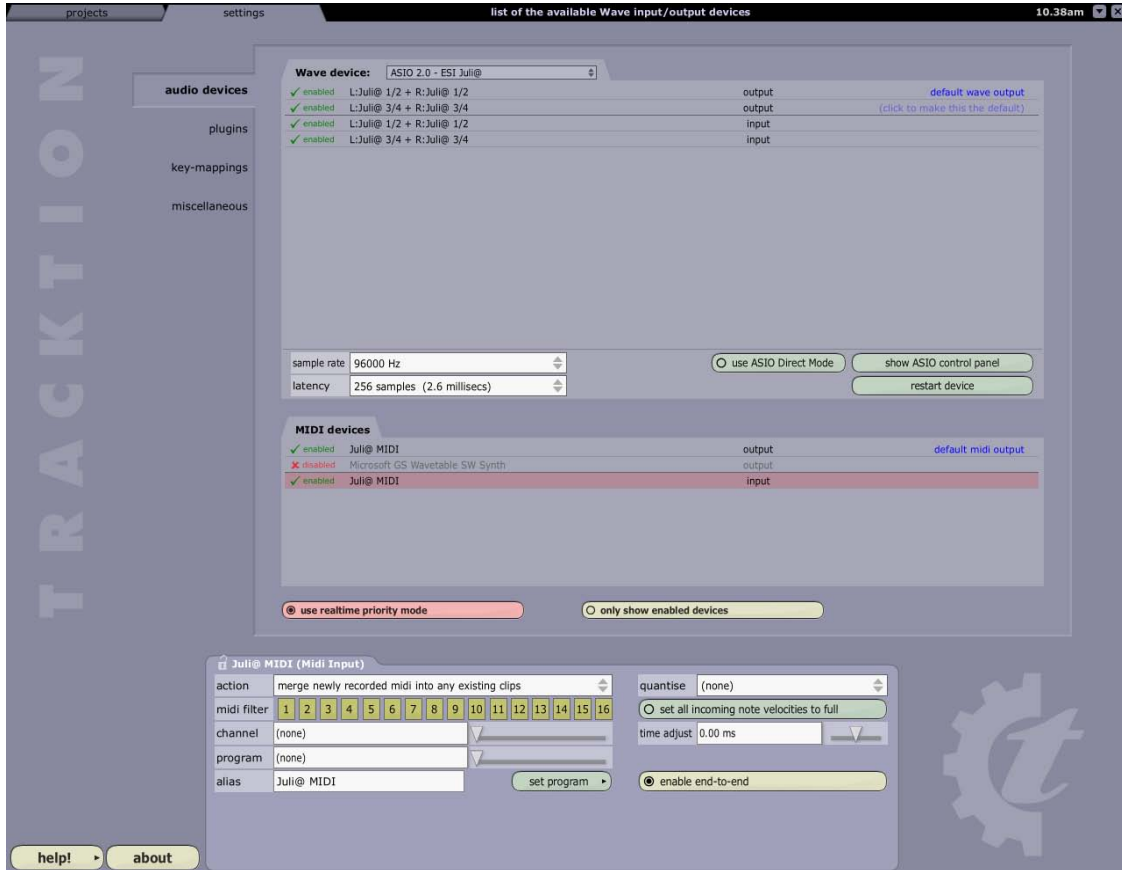 projects settings list of the available Wave input/output devices 10.38am
TRACKTION
audio devices
plugins
key-mappings
miscellaneous
Wave device: ASIO 2.0 - ESI Juli@
enabled L:Juli@ 1/2 + R:Juli@ 1/2 output default wave output
enabled L:Juli@ 3/4 + R:Juli@ 3/4 output (click to make this the default)
enabled L:Juli@ 1/2 + R:Juli@ 1/2 input
enabled L:Juli@ 3/4 + R:Juli@ 3/4 input
sample rate 96000 Hz use ASIO Direct Mode show ASIO control panel
latency 256 samples (2.6 millisecs) restart device
MIDI devices
enabled Juli@ MIDI output default midi output
disabled Microsoft GS Wavetable SW Synth output
enabled Juli@ MIDI input
use realtime priority mode only show enabled devices
Juli@ MIDI (Midi Input)
action merge newly recorded midi into any existing clips quantise (none)
midi filter 1 2 3 4 5 6 7 8 9 10 11 12 13 14 15 16 set all incoming note velocities to full
channel (none) time adjust 0.00 ms
program (none)
alias Juli@ MIDI set program enable end-to-end
t
help! about